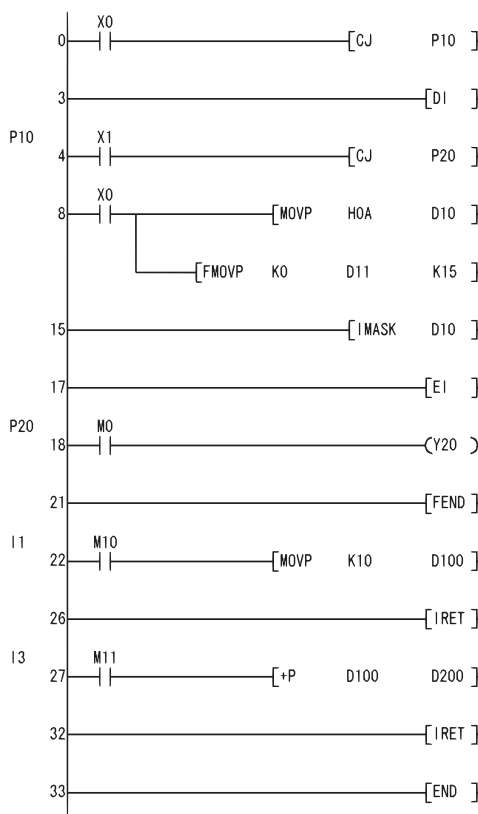 X0
0 [CJ P10 ]
3 [DI ]
P10 X1
4 [CJ P20 ]
X0
8 [MOVP H0A D10 ]
[FMOVP K0 D11 K15 ]
15 [IMASK D10 ]
17 [EI ]
P20 M0
18 (Y20 )
21 [FEND ]
I1 M10
22 [MOVP K10 D100 ]
26 [IRET ]
I3 M11
27 [+P D100 D200 ]
32 [IRET ]
33 [END ]